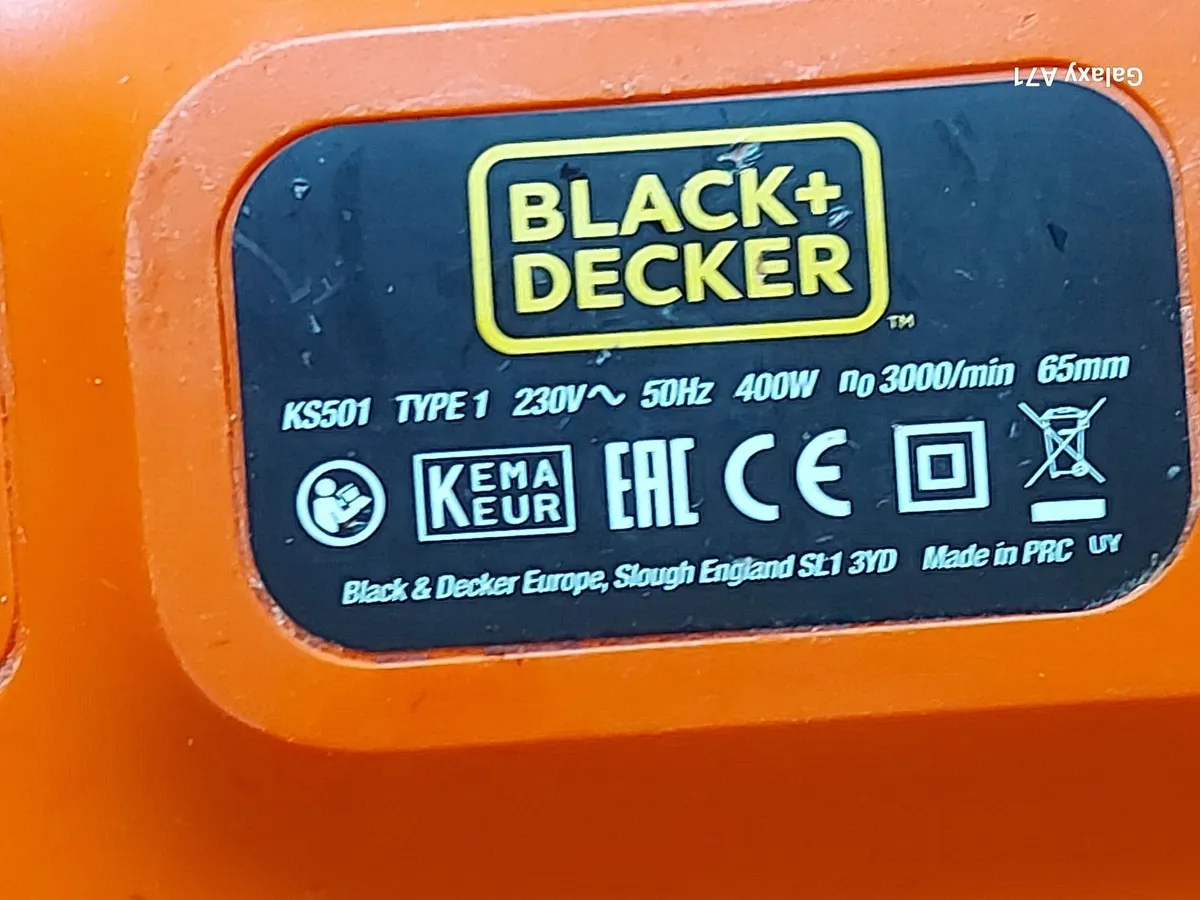 Galaxy A71
BLACK+
DECKER
TM
KS501 TYPE 1 230V~ 50Hz 400W n0 3000/min 65mm
KEMA
KEUR
EAC CE
Black & Decker Europe, Slough England SL1 3YD Made in PRC UY